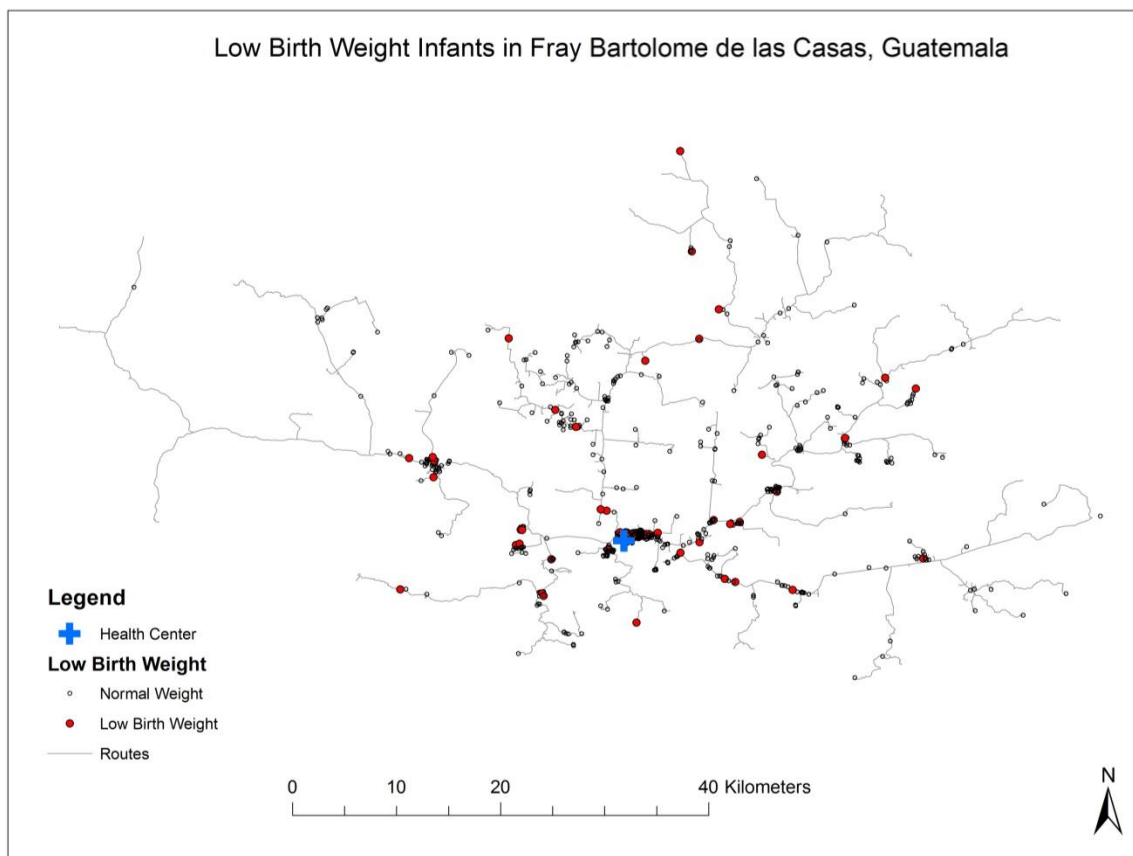 Low Birth Weight Infants in Fray Bartolome de las Casas, Guatemala
Legend
Health Center
Low Birth Weight
Normal Weight
Low Birth Weight
Routes
0 10 20 40 Kilometers
N